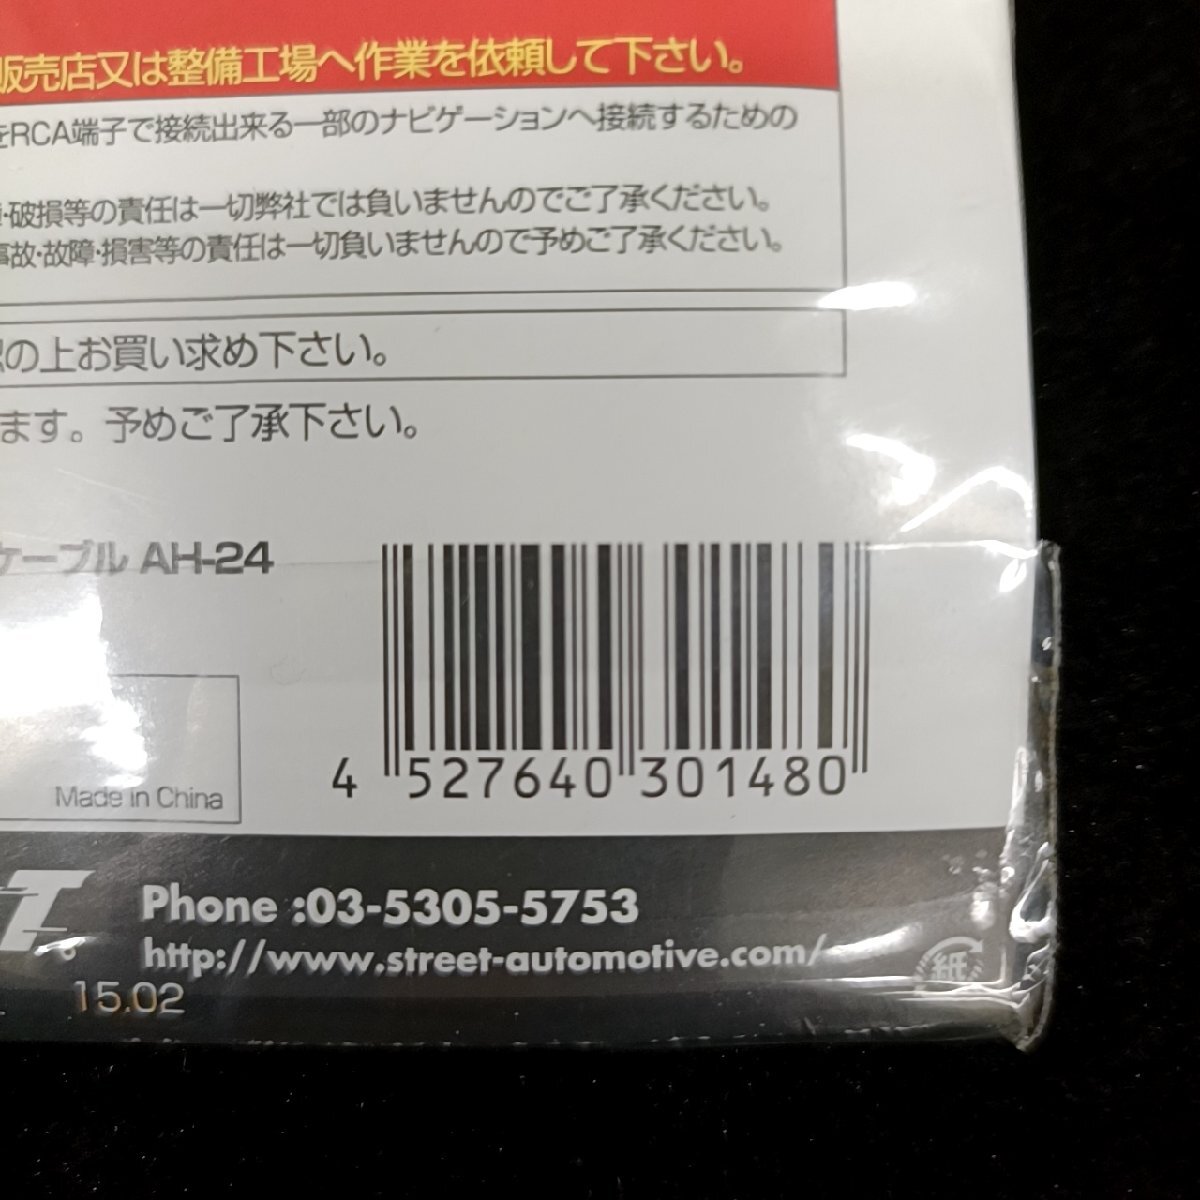 販売店又は整備工場へ作業を依頼して下さい。
をRCA端子で接続出来る一部のナビゲーションへ接続するための
・破損等の責任は一切弊社では負いませんのでご了承ください。
事故・故障・損害等の責任は一切負いませんので予めご了承ください。
の上お買い求め下さい。
ます。予めご了承下さい。
ケーブル AH-24
4 527640 301480
Made in China
T.
Phone :03-5305-5753
http://www.street-automotive.com/
紙
15.02